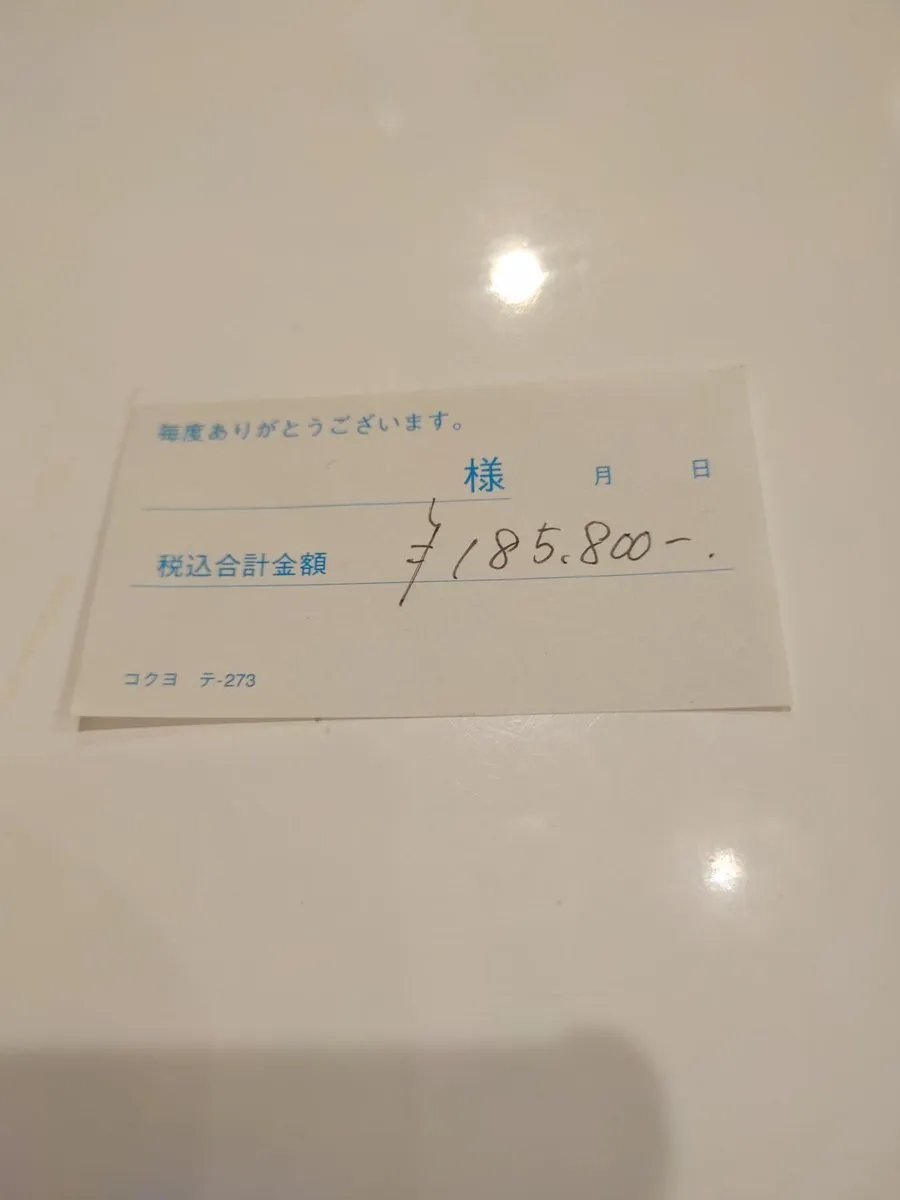 毎度ありがとうございます。
様 月 日
税込合計金額 ¥185.800-.
コクヨ テ-273